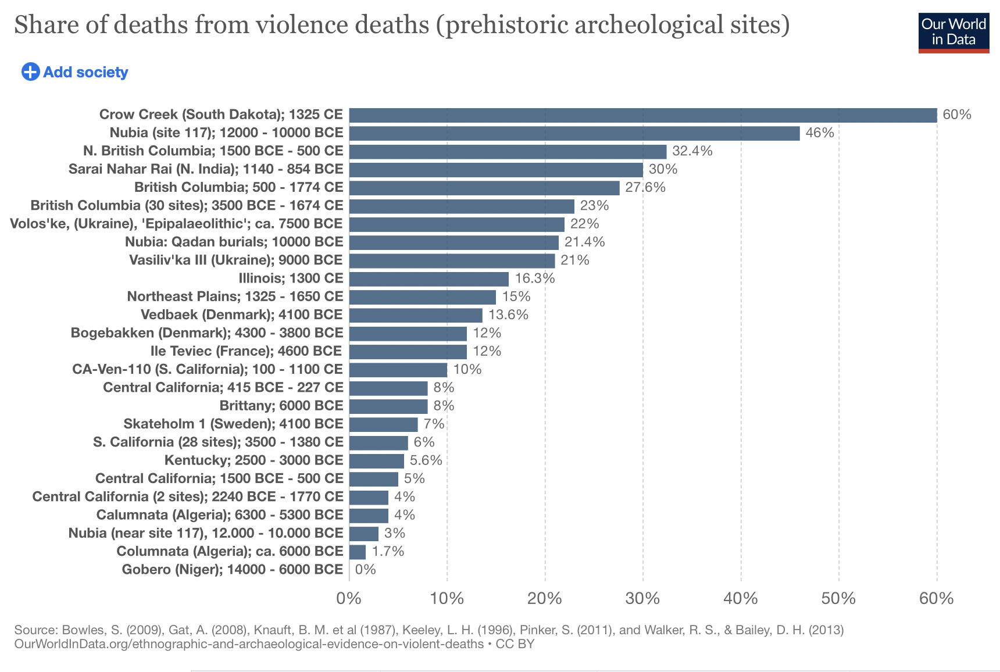 Share of deaths from violence deaths (prehistoric archeological sites)
Our World
in Data
Add society
Crow Creek (South Dakota); 1325 CE 60%
Nubia (site 117); 12000 - 10000 BCE 46%
N. British Columbia; 1500 BCE - 500 CE 32.4%
Sarai Nahar Rai (N. India); 1140 - 854 BCE 30%
British Columbia; 500 - 1774 CE 27.6%
British Columbia (30 sites); 3500 BCE - 1674 CE 23%
Volos'ke, (Ukraine), 'Epipalaeolithic'; ca. 7500 BCE 22%
Nubia: Qadan burials; 10000 BCE 21.4%
Vasiliv'ka III (Ukraine); 9000 BCE 21%
Illinois; 1300 CE 16.3%
Northeast Plains; 1325 - 1650 CE 15%
Vedbaek (Denmark); 4100 BCE 13.6%
Bogebakken (Denmark); 4300 - 3800 BCE 12%
Ile Teviec (France); 4600 BCE 12%
CA-Ven-110 (S. California); 100 - 1100 CE 10%
Central California; 415 BCE - 227 CE 8%
Brittany; 6000 BCE 8%
Skateholm 1 (Sweden); 4100 BCE 7%
S. California (28 sites); 3500 - 1380 CE 6%
Kentucky; 2500 - 3000 BCE 5.6%
Central California; 1500 BCE - 500 CE 5%
Central California (2 sites); 2240 BCE - 1770 CE 4%
Calumnata (Algeria); 6300 - 5300 BCE 4%
Nubia (near site 117), 12.000 - 10.000 BCE 3%
Columnata (Algeria); ca. 6000 BCE 1.7%
Gobero (Niger); 14000 - 6000 BCE 0%
0% 10% 20% 30% 40% 50% 60%
Source: Bowles, S. (2009), Gat, A. (2008), Knauft, B. M. et al (1987), Keeley, L. H. (1996), Pinker, S. (2011), and Walker, R. S., & Bailey, D. H. (2013)
OurWorldInData.org/ethnographic-and-archaeological-evidence-on-violent-deaths • CC BY